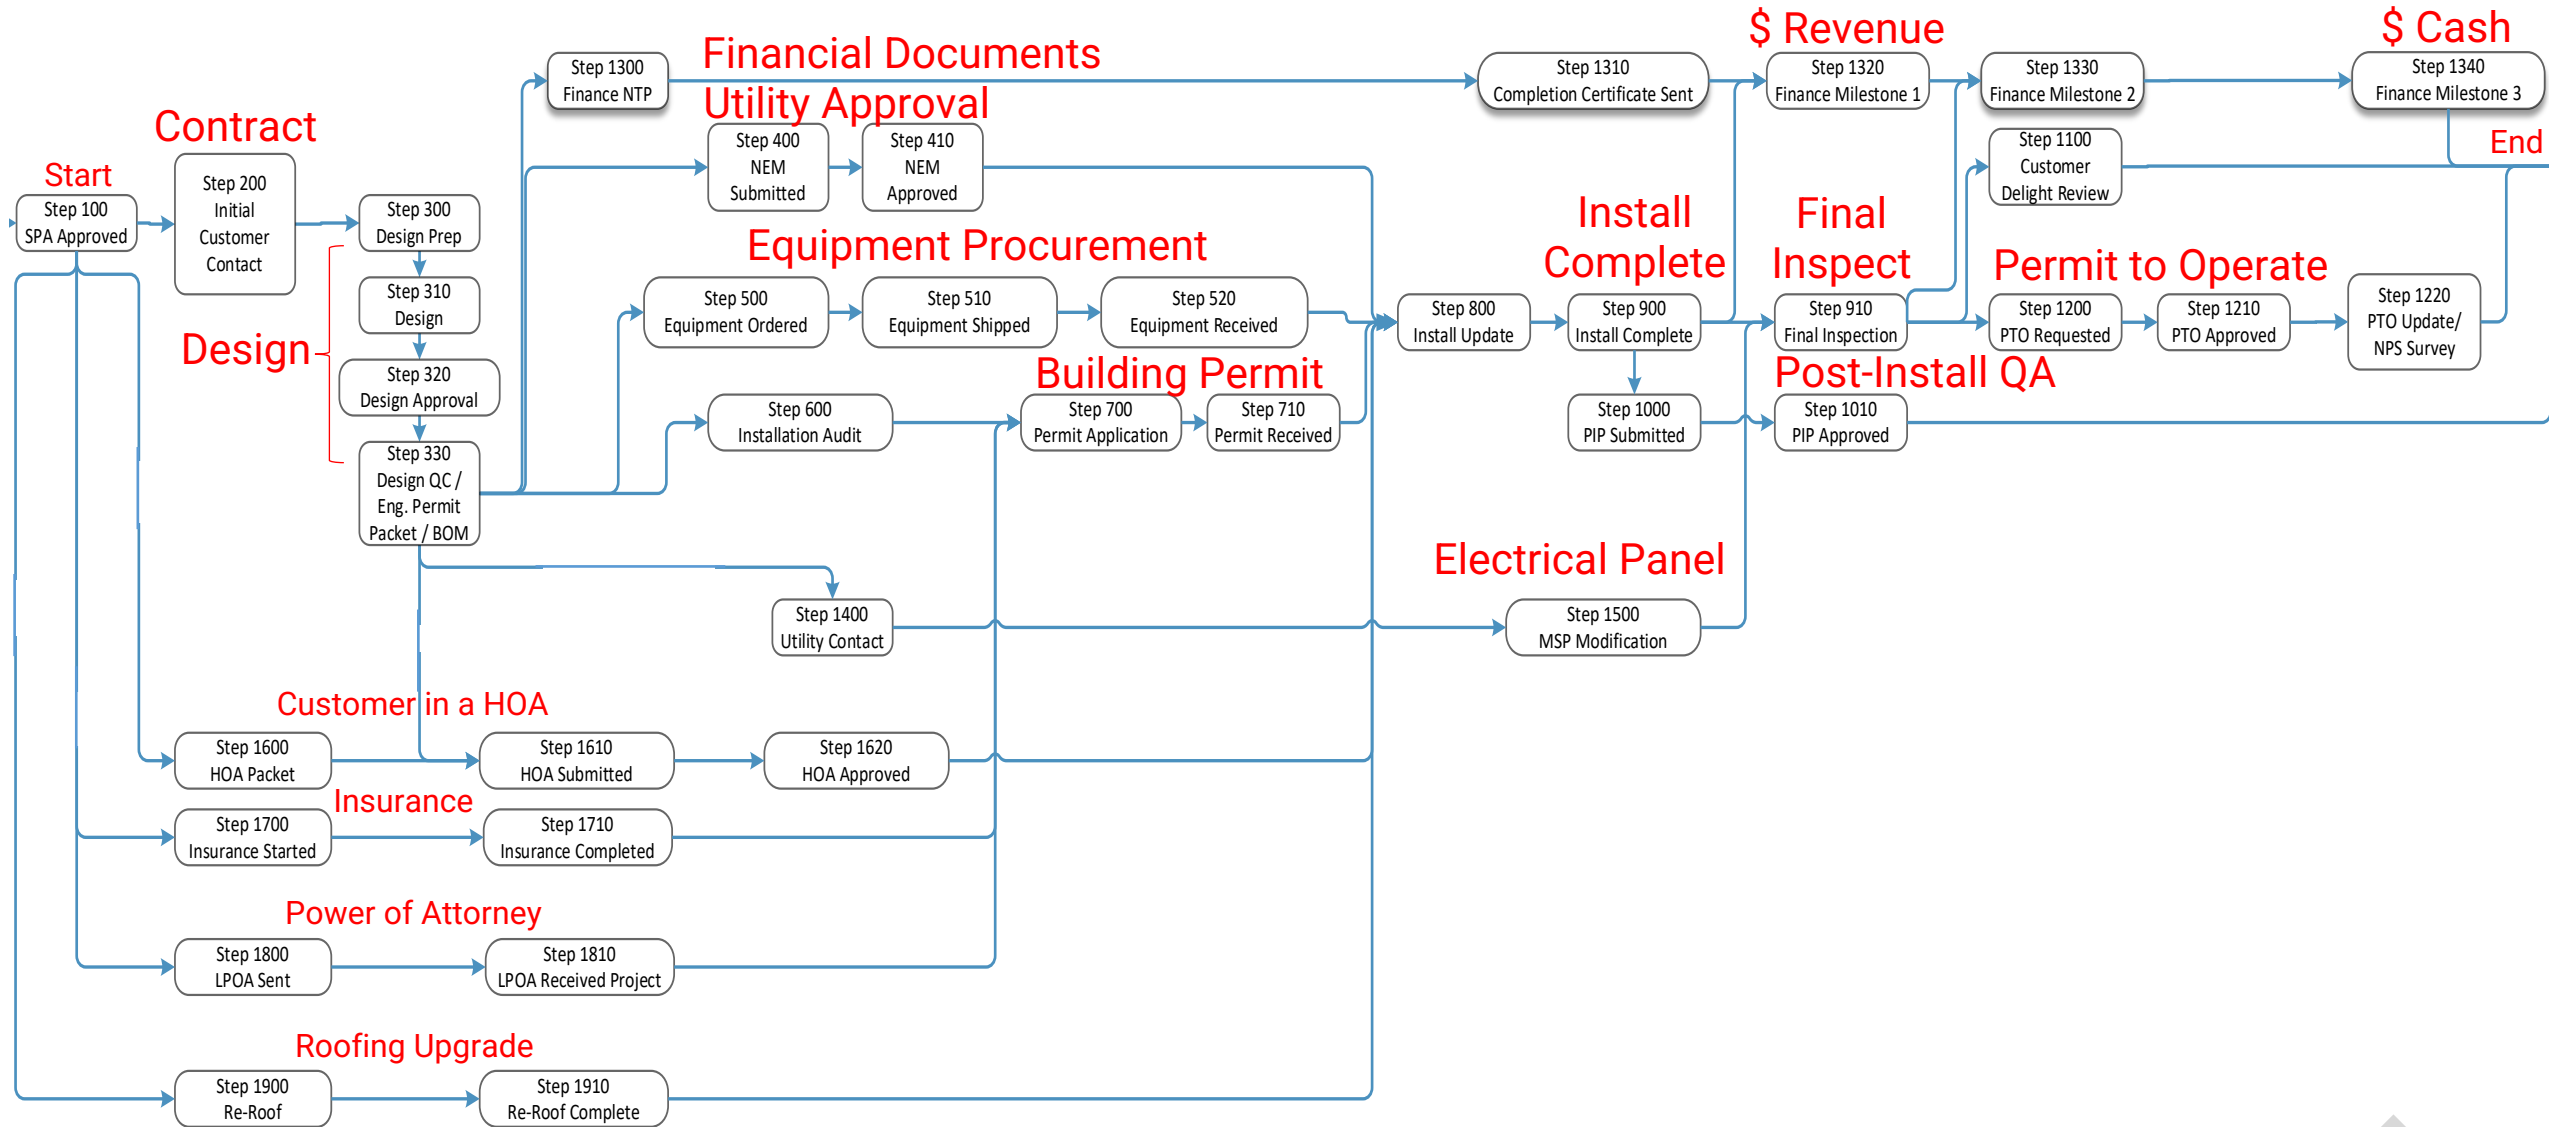 $ Revenue
$ Cash
Financial Documents
Step 1300
Finance NTP
Step 1310
Completion Certificate Sent
Step 1320
Finance Milestone 1
Step 1330
Finance Milestone 2
Step 1340
Finance Milestone 3
Utility Approval
Contract
Step 400
NEM
Submitted
Step 410
NEM
Approved
Step 1100
Customer
Delight Review
End
Start
Step 100
SPA Approved
Step 200
Initial
Customer
Contact
Step 300
Design Prep
Install
Complete
Final
Inspect
Equipment Procurement
Permit to Operate
Step 310
Design
Step 500
Equipment Ordered
Step 510
Equipment Shipped
Step 520
Equipment Received
Step 800
Install Update
Step 900
Install Complete
Step 910
Final Inspection
Step 1200
PTO Requested
Step 1210
PTO Approved
Step 1220
PTO Update/
NPS Survey
Design
Step 320
Design Approval
Building Permit
Post-Install QA
Step 600
Installation Audit
Step 700
Permit Application
Step 710
Permit Received
Step 1000
PIP Submitted
Step 1010
PIP Approved
Step 330
Design QC /
Eng. Permit
Packet / BOM
Electrical Panel
Step 1400
Utility Contact
Step 1500
MSP Modification
Customer in a HOA
Step 1600
HOA Packet
Step 1610
HOA Submitted
Step 1620
HOA Approved
Insurance
Step 1700
Insurance Started
Step 1710
Insurance Completed
Power of Attorney
Step 1800
LPOA Sent
Step 1810
LPOA Received Project
Roofing Upgrade
Step 1900
Re-Roof
Step 1910
Re-Roof Complete